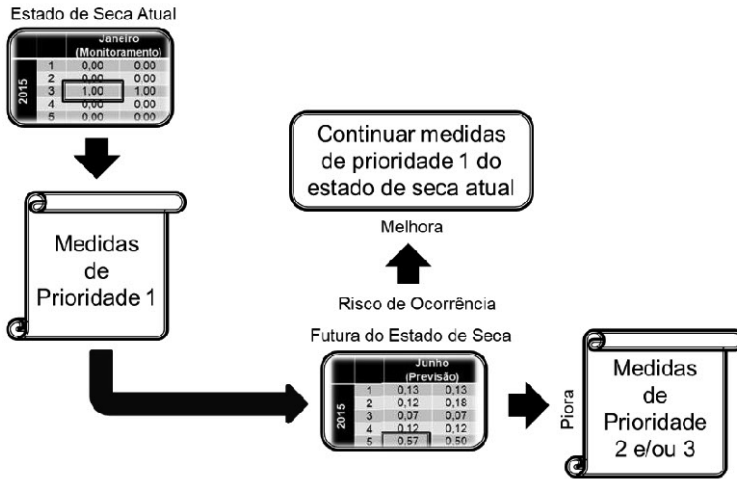 Estado de Seca Atual
Janeiro
(Monitoramento)
2015
1 0,00 0,00
2 0,00 0,00
3 1,00 1,00
4 0,00 0,00
5 0,00 0,00
Medidas
de
Prioridade 1
Continuar medidas
de prioridade 1 do
estado de seca atual
Melhora
Risco de Ocorrência
Futura do Estado de Seca
Junho
(Previsão)
2015
1 0,13 0,13
2 0,12 0,18
3 0,07 0,07
4 0,12 0,12
5 0,57 0,50
Piora
Medidas
de
Prioridade
2 e/ou 3